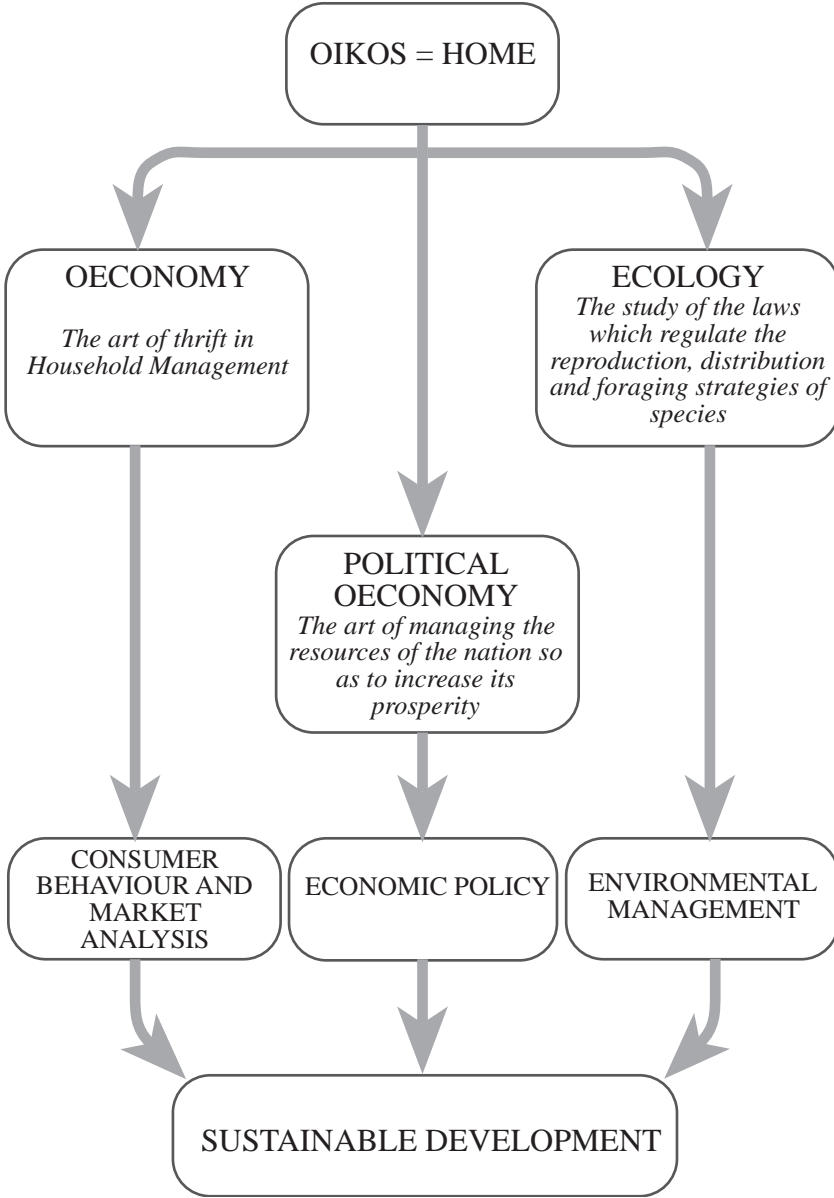 OIKOS = HOME
OECONOMY
The art of thrift in
Household Management
ECOLOGY
The study of the laws
which regulate the
reproduction, distribution
and foraging strategies of
species
POLITICAL
OECONOMY
The art of managing the
resources of the nation so
as to increase its
prosperity
CONSUMER
BEHAVIOUR AND
MARKET
ANALYSIS
ECONOMIC POLICY
ENVIRONMENTAL
MANAGEMENT
SUSTAINABLE DEVELOPMENT